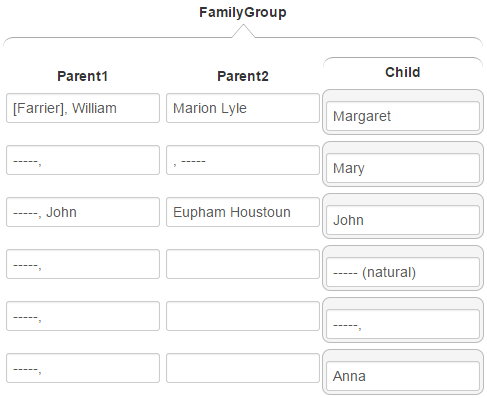 FamilyGroup
Parent1 Parent2 Child
[Farrier], William Marion Lyle Margaret
-----, , ----- Mary
-----, John Eupham Houstoun John
-----, ----- (natural)
-----, -----,
-----, Anna